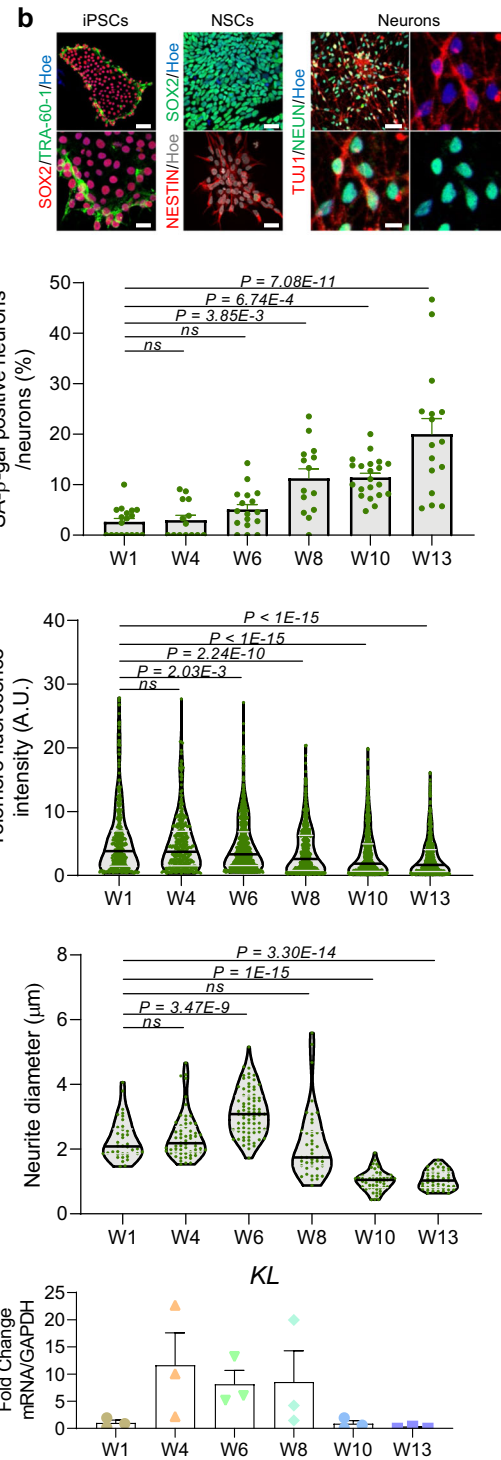 b
iPSCs
NSCs
Neurons
SOX2/TRA-60-1/Hoe
SOX2/Hoe
NESTIN/Hoe
TUJ1/NEUN/Hoe
SA-β-gal positive neurons
/neurons (%)
50
40
30
20
10
0
P = 7.08E-11
P = 6.74E-4
P = 3.85E-3
ns
ns
W1 W4 W6 W8 W10 W13
fluorescence
intensity (A.U.)
40
30
20
10
0
P < 1E-15
P < 1E-15
P = 2.24E-10
P = 2.03E-3
ns
W1 W4 W6 W8 W10 W13
Neurite diameter (μm)
8
6
4
2
0
P = 3.30E-14
P = 1E-15
ns
P = 3.47E-9
ns
W1 W4 W6 W8 W10 W13
KL
Fold Change
mRNA/GAPDH
25
20
15
10
5
0
W1 W4 W6 W8 W10 W13